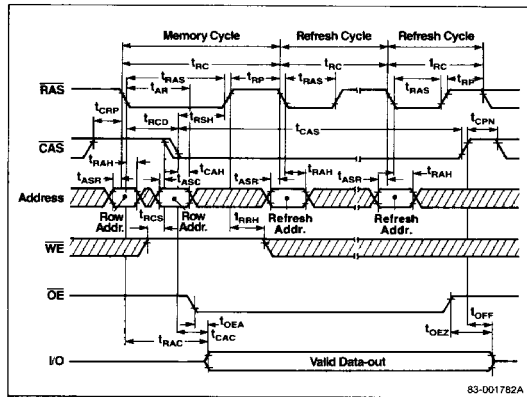 Memory Cycle Refresh Cycle Refresh Cycle
tRC tRC tRC
tRAS tRP tRAS tRAS tRP
tAR
RAS
tCRP tRCD tRSH tCAS tCPN
CAS
tRAH tCAH tRAH tRAH
tASR tASC tASR tASR
Address
Row Addr. tRCS Row Addr. tRRH Refresh Addr. Refresh Addr.
WE
OE
tOEA tOFF
tRAC tCAC tOEZ
I/O Valid Data-out
83-001782A